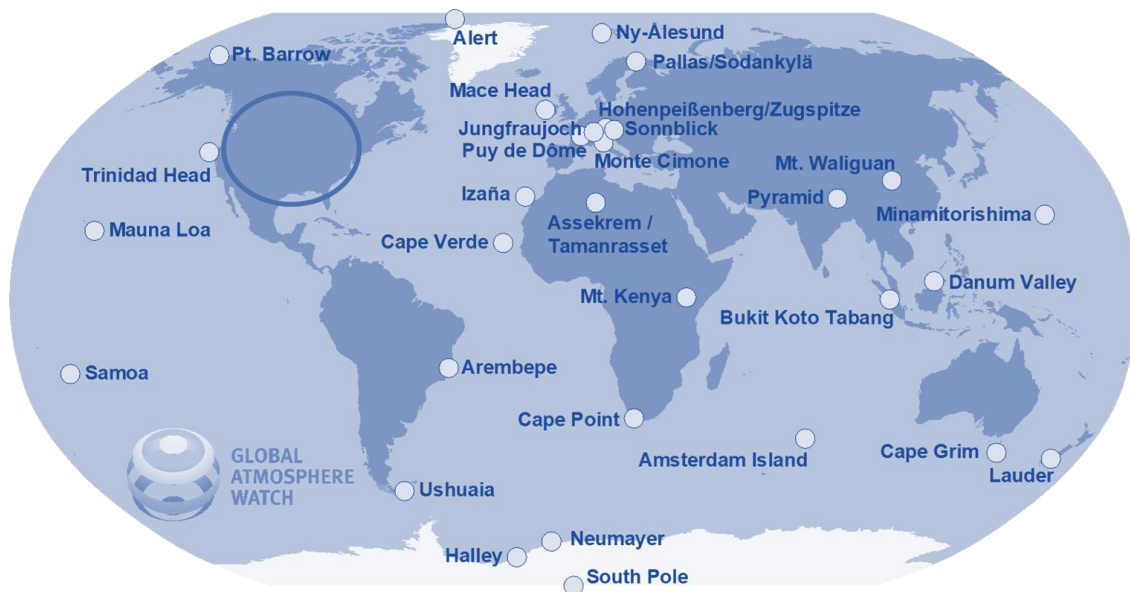 Alert
Ny-Ålesund
Pt. Barrow
Pallas/Sodankylä
Mace Head
Hohenpeißenberg/Zugspitze
Jungfraujoch
Sonnblick
Puy de Dôme
Monte Cimone
Mt. Waliguan
Trinidad Head
Izaña
Pyramid
Minamitorishima
Assekrem /
Tamanrasset
Mauna Loa
Cape Verde
Danum Valley
Mt. Kenya
Bukit Koto Tabang
Samoa
Arembepe
Cape Point
Amsterdam Island
Cape Grim
Lauder
GLOBAL
ATMOSPHERE
WATCH
Ushuaia
Neumayer
Halley
South Pole